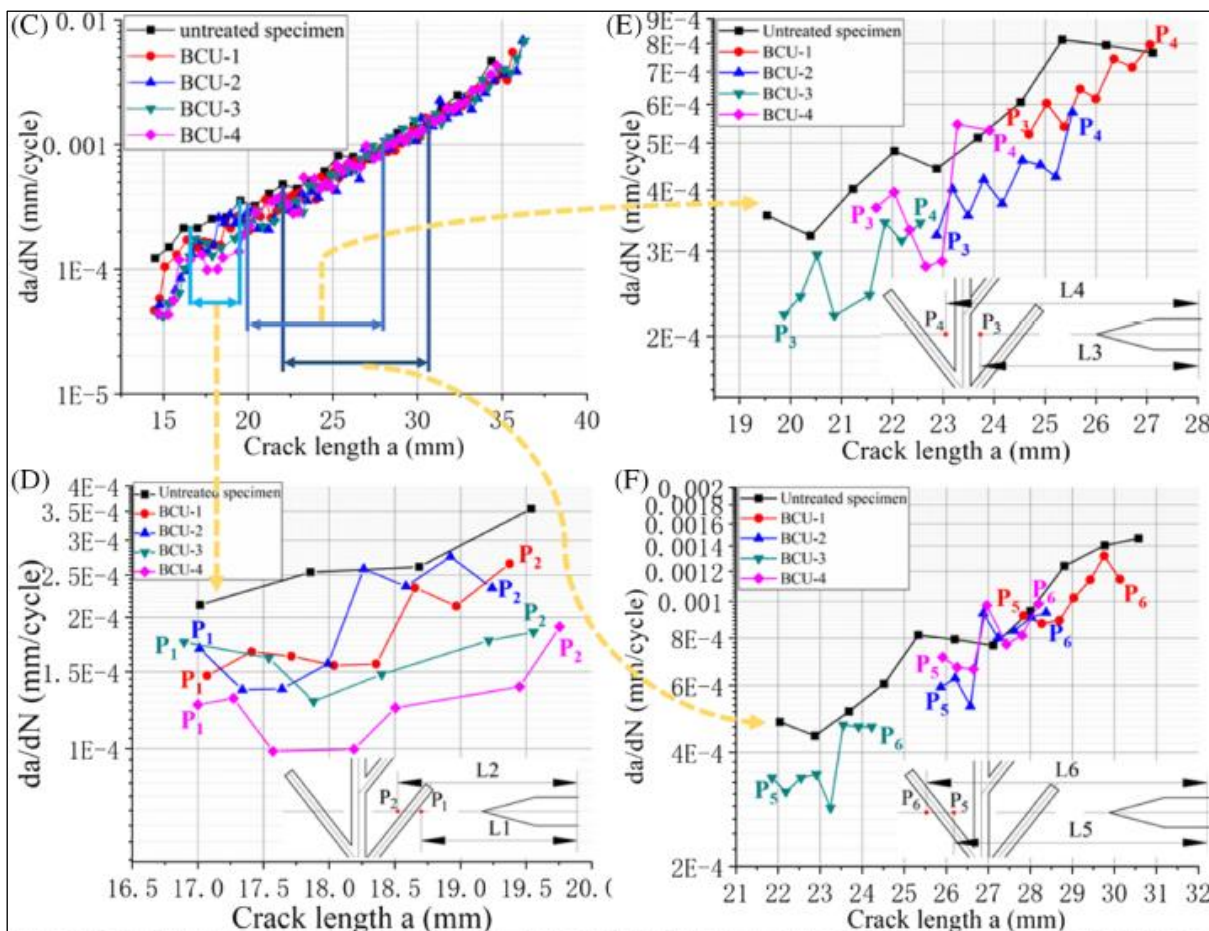 (C)
0.01
0.001
1E-4
1E-5
da/dN (mm/cycle)
untreated specimen
BCU-1
BCU-2
BCU-3
BCU-4
15 20 25 30 35 40
Crack length a (mm)
(E)
9E-4
8E-4
7E-4
6E-4
5E-4
4E-4
3E-4
2E-4
da/dN (mm/cycle)
Untreated specimen
BCU-1
BCU-2
BCU-3
BCU-4
P4
P3
P4
P4
P3
P4
P3
P3
L4
P4 P3
L3
19 20 21 22 23 24 25 26 27 28
Crack length a (mm)
(D)
4E-4
3.5E-4
3E-4
2.5E-4
2E-4
1.5E-4
1E-4
da/dN (mm/cycle)
Untreated specimen
BCU-1
BCU-2
BCU-3
BCU-4
P2
P2
P2
P2
P1
P1
P1
P1
L2
P2 P1
L1
16.5 17.0 17.5 18.0 18.5 19.0 19.5 20.0
Crack length a (mm)
(F)
0.002
0.0018
0.0016
0.0014
0.0012
0.001
8E-4
6E-4
4E-4
2E-4
da/dN (mm/cycle)
Untreated specimen
BCU-1
BCU-2
BCU-3
BCU-4
P5
P6
P6
P6
P5
P5
P6
P5
L6
P6 P5
L5
21 22 23 24 25 26 27 28 29 30 31 32
Crack length a (mm)